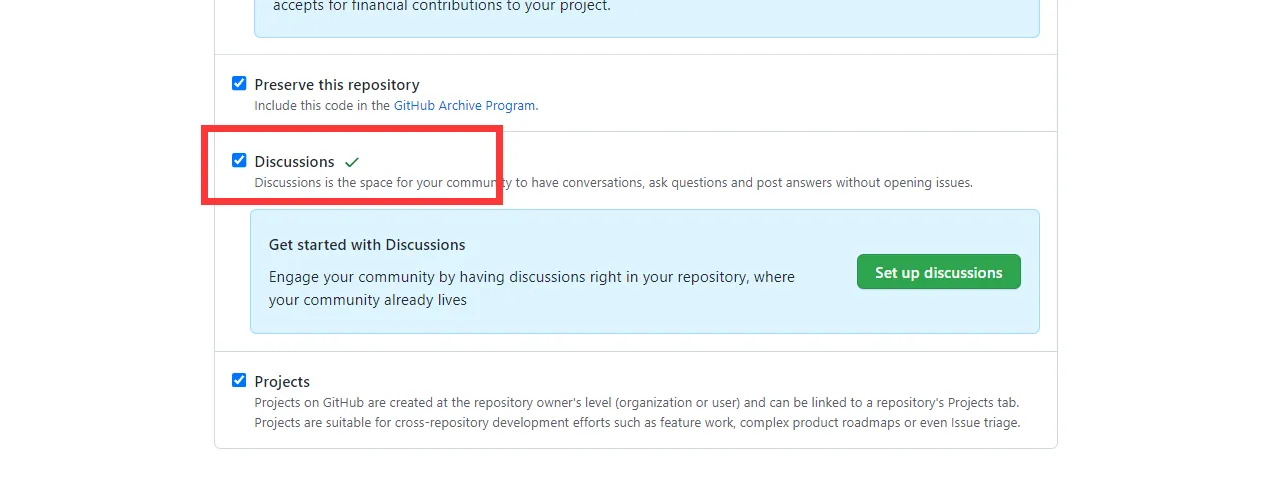 accepts for financial contributions to your project.
Preserve this repository
Include this code in the GitHub Archive Program.
Discussions
Discussions is the space for your community to have conversations, ask questions and post answers without opening issues.
Get started with Discussions
Engage your community by having discussions right in your repository, where
your community already lives
Set up discussions
Projects
Projects on GitHub are created at the repository owner's level (organization or user) and can be linked to a repository's Projects tab.
Projects are suitable for cross-repository development efforts such as feature work, complex product roadmaps or even Issue triage.